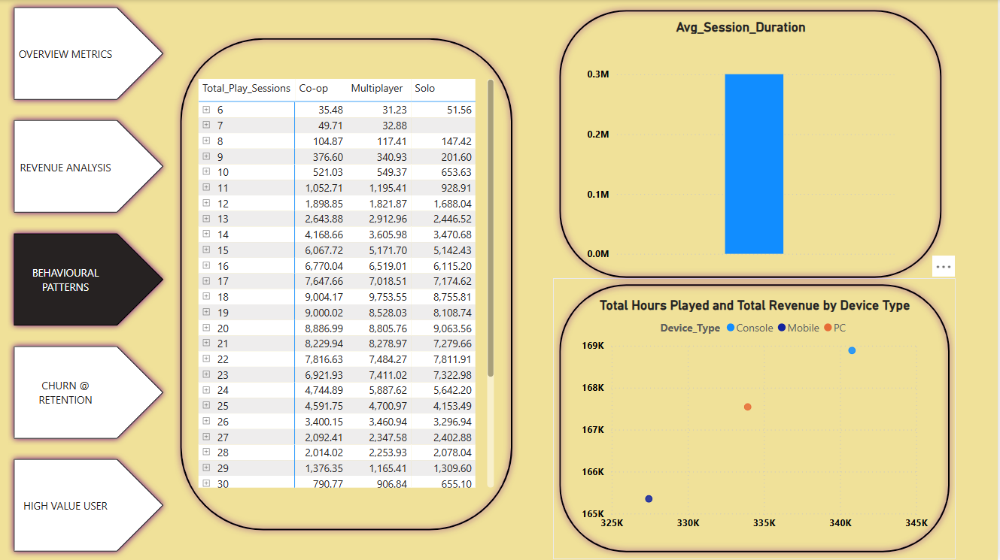 OVERVIEW METRICS
REVENUE ANALYSIS
BEHAVIOURAL
PATTERNS
CHURN @
RETENTION
HIGH VALUE USER
Total_Play_Sessions Co-op Multiplayer Solo
6 35.48 31.23 51.56
7 49.71 32.88
8 104.87 117.41 147.42
9 376.60 340.93 201.60
10 521.03 549.37 653.63
11 1,052.71 1,195.41 928.91
12 1,898.85 1,821.87 1,688.04
13 2,643.88 2,912.96 2,446.52
14 4,168.66 3,605.98 3,470.68
15 6,067.72 5,171.70 5,142.43
16 6,770.04 6,519.01 6,115.20
17 7,647.66 7,018.51 7,174.62
18 9,004.17 9,753.55 8,755.81
19 9,000.02 8,528.03 8,108.74
20 8,886.99 8,805.76 9,063.56
21 8,229.94 8,278.97 7,279.66
22 7,816.63 7,484.27 7,811.91
23 6,921.93 7,411.02 7,322.98
24 4,744.89 5,887.62 5,642.20
25 4,591.75 4,700.97 4,153.49
26 3,400.15 3,460.94 3,296.94
27 2,092.41 2,347.58 2,402.88
28 2,014.02 2,253.93 2,078.04
29 1,376.35 1,165.41 1,309.60
30 790.77 906.84 655.10
Avg_Session_Duration
0.3M
0.2M
0.1M
0.0M
Total Hours Played and Total Revenue by Device Type
Device_Type Console Mobile PC
169K
168K
167K
166K
165K
325K 330K 335K 340K 345K